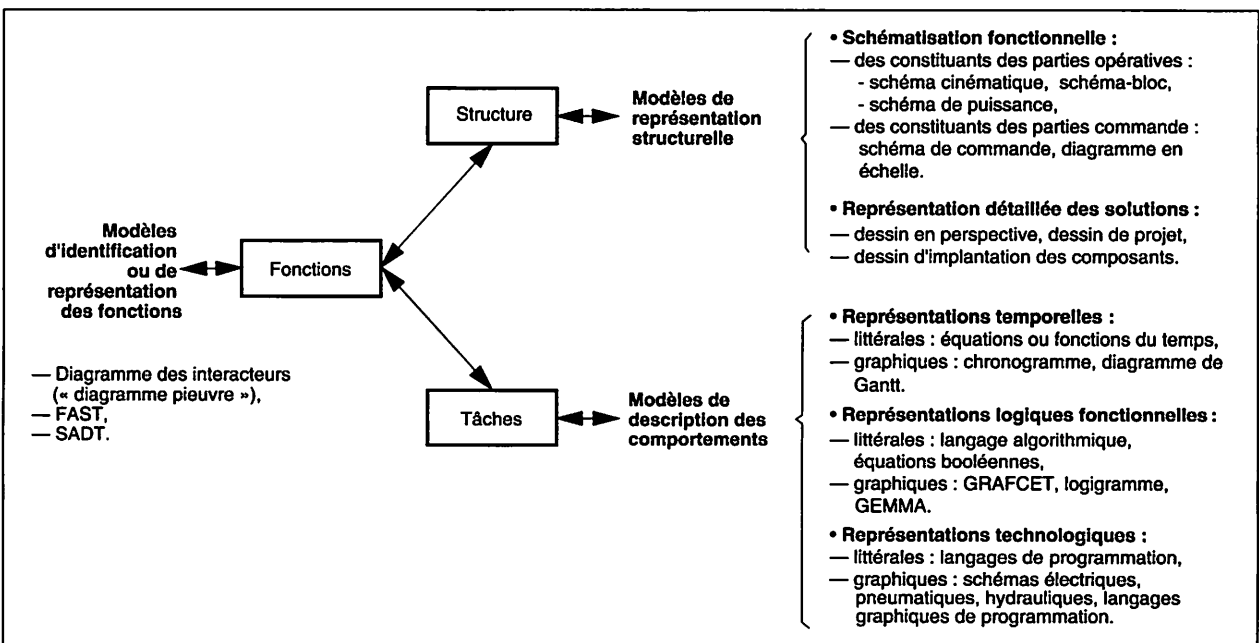 Modèles
d'identification
ou de
représentation
des fonctions
— Diagramme des interacteurs
(« diagramme pieuvre »),
— FAST,
— SADT.
Fonctions
Structure
Modèles de
représentation
structurelle
• Schématisation fonctionnelle :
— des constituants des parties opératives :
- schéma cinématique, schéma-bloc,
- schéma de puissance,
— des constituants des parties commande :
schéma de commande, diagramme en
échelle.
• Représentation détaillée des solutions :
— dessin en perspective, dessin de projet,
— dessin d'implantation des composants.
Tâches
Modèles de
description des
comportements
• Représentations temporelles :
— littérales : équations ou fonctions du temps,
— graphiques : chronogramme, diagramme de
Gantt.
• Représentations logiques fonctionnelles :
— littérales : langage algorithmique,
équations booléennes,
— graphiques : GRAFCET, logigramme,
GEMMA.
• Représentations technologiques :
— littérales : langages de programmation,
— graphiques : schémas électriques,
pneumatiques, hydrauliques, langages
graphiques de programmation.